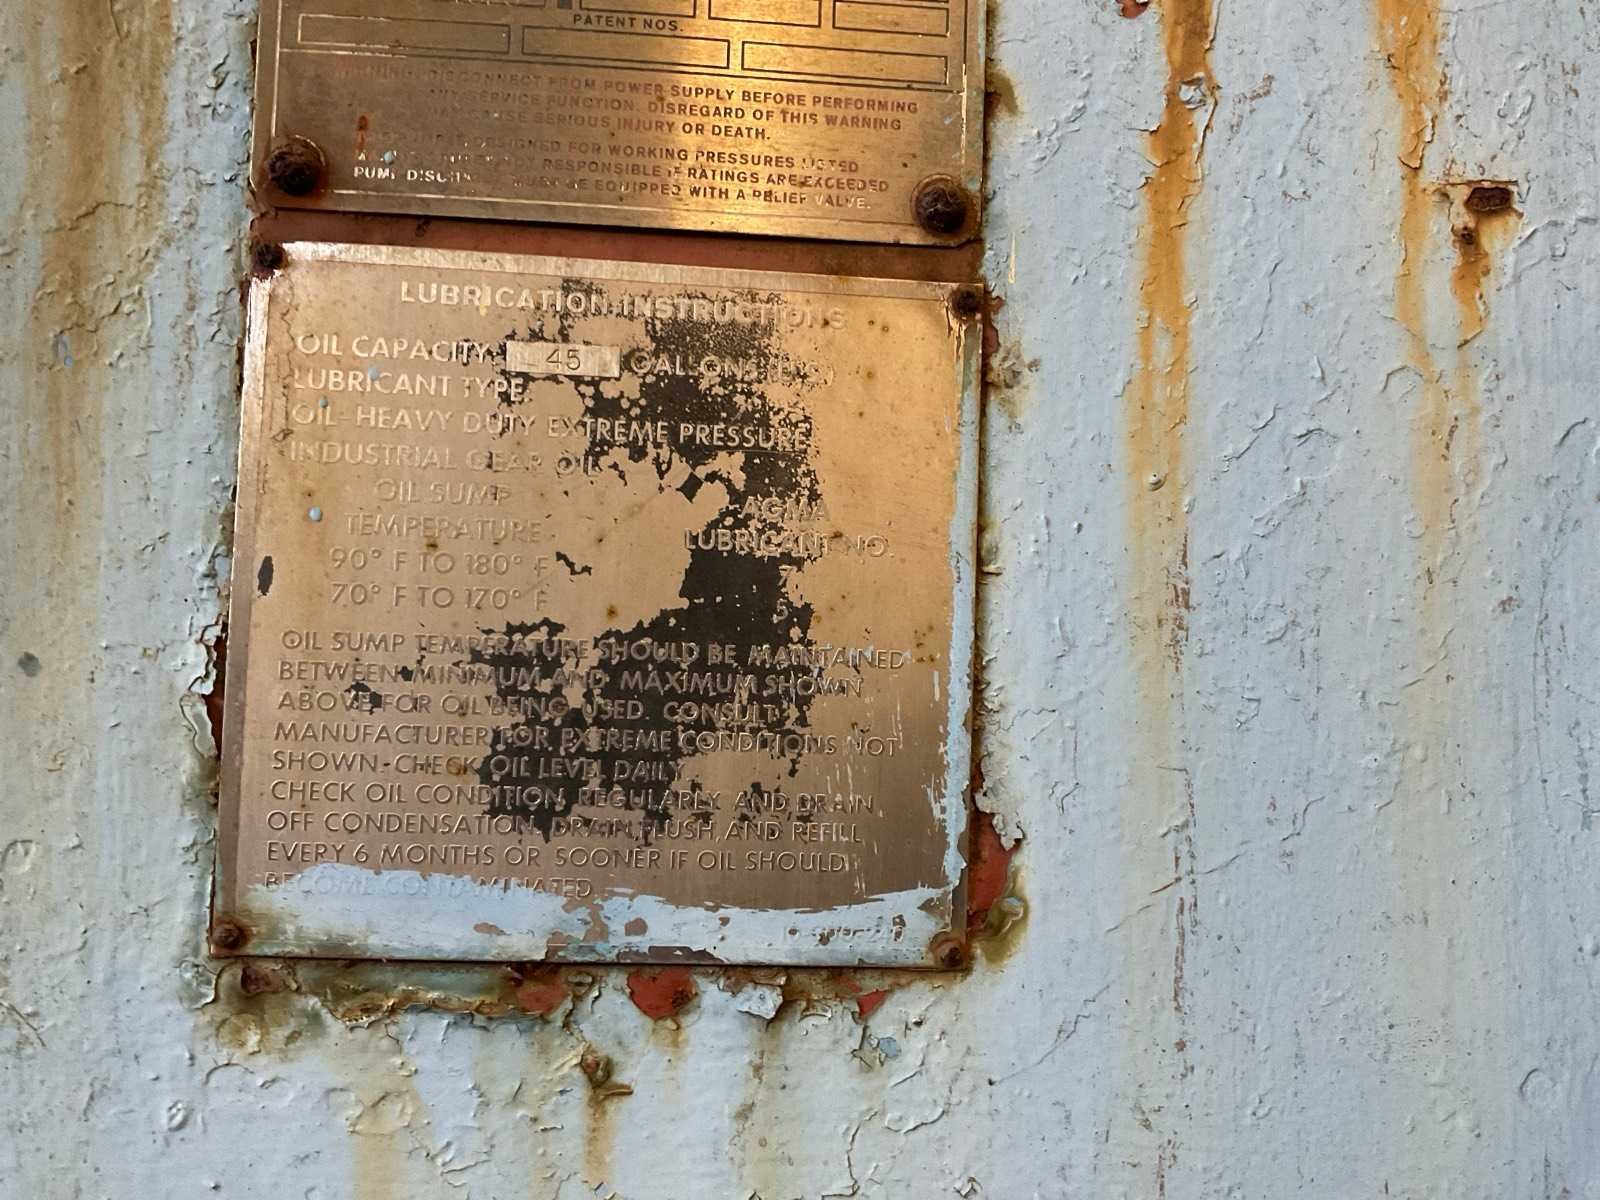 PATENT NOS.
WARNING: DISCONNECT FROM POWER SUPPLY BEFORE PERFORMING
ANY SERVICE FUNCTION. DISREGARD OF THIS WARNING
CAUSE SERIOUS INJURY OR DEATH.
DESIGNED FOR WORKING PRESSURES LISTED
RESPONSIBLE IF RATINGS ARE EXCEEDED
PUMP MUST BE EQUIPPED WITH A RELIEF VALVE.
LUBRICATION INSTRUCTIONS
OIL CAPACITY 45 GALLONS (U.S.)
LUBRICANT TYPE:
OIL-HEAVY DUTY EXTREME PRESSURE
INDUSTRIAL GEAR OIL
OIL SUMP AGMA
TEMPERATURE LUBRICANT NO.
90° F TO 180° F 7
70° F TO 170° F 5
OIL SUMP TEMPERATURE SHOULD BE MAINTAINED
BETWEEN MINIMUM AND MAXIMUM SHOWN
ABOVE FOR OIL BEING USED. CONSULT
MANUFACTURER FOR EXTREME CONDITIONS NOT
SHOWN-CHECK OIL LEVEL DAILY.
CHECK OIL CONDITION REGULARLY AND DRAIN
OFF CONDENSATION. DRAIN, FLUSH, AND REFILL
EVERY 6 MONTHS OR SOONER IF OIL SHOULD
BECOME CONTAMINATED.